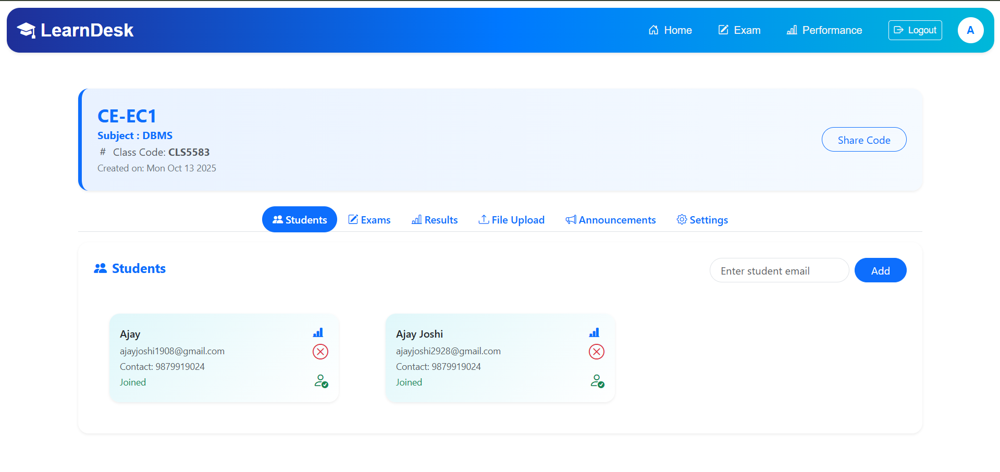 LearnDesk
Home Exam Performance Logout A
CE-EC1
Subject : DBMS
# Class Code: CLS5583
Created on: Mon Oct 13 2025
Share Code
Students Exams Results File Upload Announcements Settings
Students
Enter student email Add
Ajay
ajayjoshi1908@gmail.com
Contact: 9879919024
Joined
Ajay Joshi
ajayjoshi2928@gmail.com
Contact: 9879919024
Joined